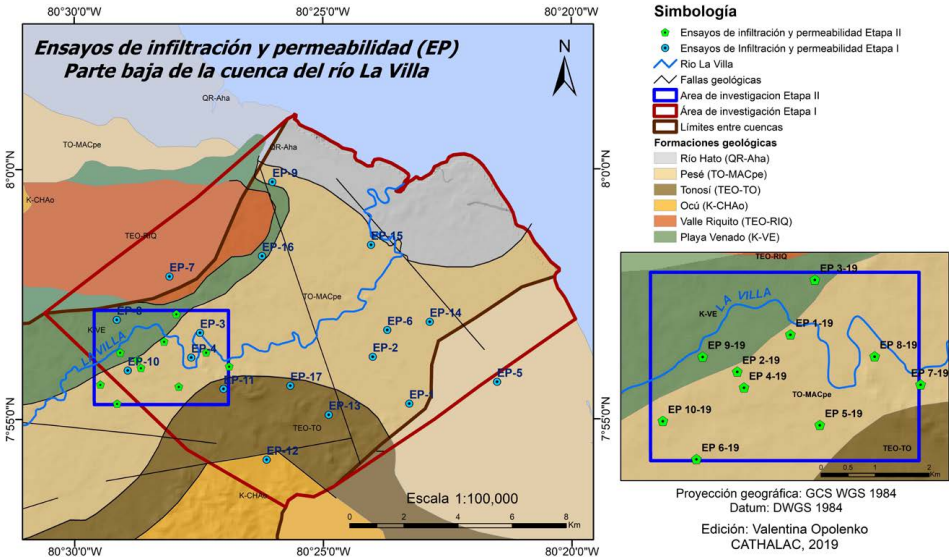 80°30'0"W
80°25'0"W
80°20'0"W
Ensayos de infiltración y permeabilidad (EP)
Parte baja de la cuenca del río La Villa
N
QR-Aha
TO-MACpe
QR-Aha
8°0'0"N
8°0'0"N
K-CHAo
EP-9
TEO-RIQ
EP-16
EP-15
EP-7
TO-MACpe
EP-8
K-VE
EP-3
EP-6
EP-14
LA VILLA
EP-4
EP-2
EP-10
EP-11
EP-17
EP-5
EP-1
7°55'0"N
7°55'0"N
EP-13
TEO-TO
EP-12
K-CHAo
Escala 1:100,000
0 2 4 6 8
Km
80°30'0"W
80°25'0"W
80°20'0"W
Simbología
Ensayos de infiltración y permeabilidad Etapa II
Ensayos de Infiltración y permeabilidad Etapa I
Rio La Villa
Fallas geológicas
Area de investigacion Etapa II
Área de investigación Etapa I
Límites entre cuencas
Formaciones geológicas
Río Hato (QR-Aha)
Pesé (TO-MACpe)
Tonosí (TEO-TO)
Ocú (K-CHAo)
Valle Riquito (TEO-RIQ)
Playa Venado (K-VE)
TEO-RIQ
EP 3-19
LA VILLA
K-VE
EP 1-19
EP 9-19
EP 8-19
EP 2-19
EP 7-19
EP 4-19
TO-MACpe
EP 10-19
EP 5-19
EP 6-19
TEO-TO
0 0.5 1 2
Km
Proyección geográfica: GCS WGS 1984
Datum: DWGS 1984
Edición: Valentina Opolenko
CATHALAC, 2019